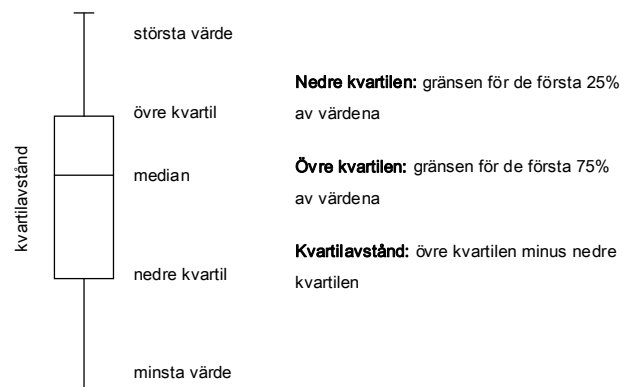 största värde
övre kvartil
kvartilavstånd
median
nedre kvartil
minsta värde
Nedre kvartilen: gränsen för de första 25%
av värdena
Övre kvartilen: gränsen för de första 75%
av värdena
Kvartilavstånd: övre kvartilen minus nedre
kvartilen